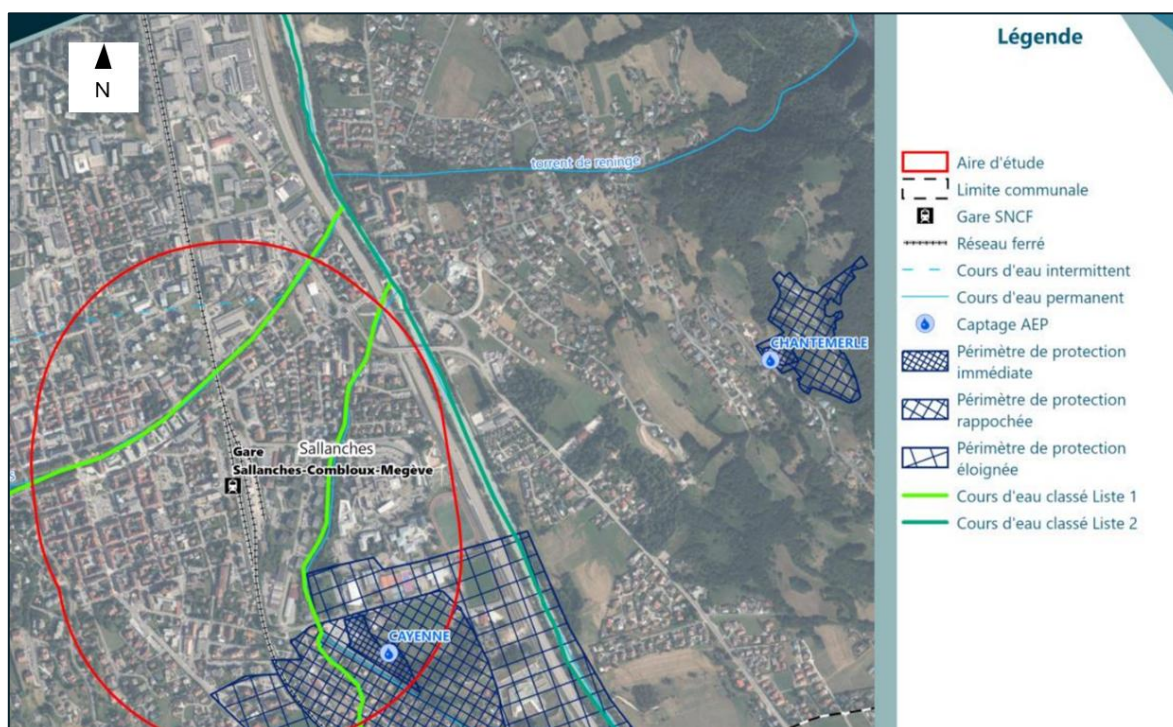 N
torrent de reninge
CHANTEMERLE
Sallanches
Gare
Sallanches-Combloux-Megève
CAYENNE
Légende
Aire d'étude
Limite communale
Gare SNCF
Réseau ferré
Cours d'eau intermittent
Cours d'eau permanent
Captage AEP
Périmètre de protection
immédiate
Périmètre de protection
rappochée
Périmètre de protection
éloignée
Cours d'eau classé Liste 1
Cours d'eau classé Liste 2